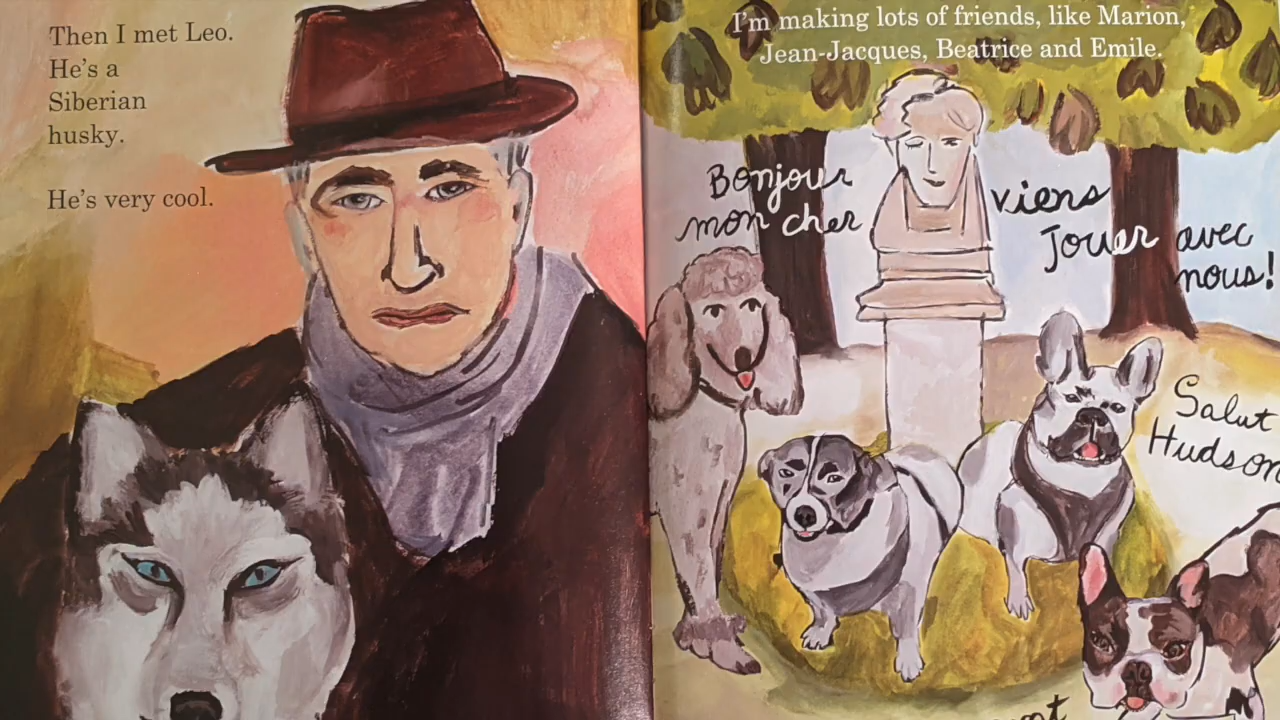 Then I met Leo.
He's a
Siberian
husky.
He's very cool.
I'm making lots of friends, like Marion,
Jean-Jacques, Beatrice and Emile.
Bonjour
mon cher
viens
Jouer avec
nous!
Salut
Hudson